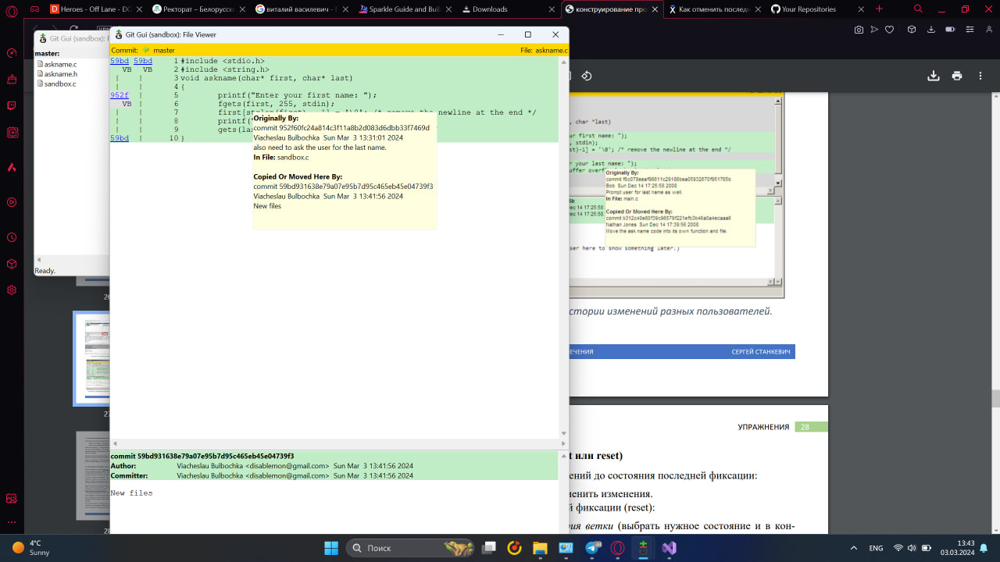 Heroes - Off Line and On
Ректорат – Белорусск
виталий василевич -
Sparkle Guide and Buil
Downloads
конструирование про
Как отменить последн
Your Repositories
Git Gui (sandbox): F
master:
askname.c
askname.h
sandbox.c
Ready.
Git Gui (sandbox): File Viewer
Commit: master
File: askname.c
59bd 59bd 1 #include <stdio.h>
VB VB 2 #include <string.h>
| | 3 void askname(char* first, char* last)
| | 4 {
952f | 5 printf("Enter your first name: ");
VB | 6 fgets(first, 255, stdin);
| | 7 first[strlen(first) - 1] = '\0'; /* remove the newline at the end */
| | 8 printf("
| | 9 gets(las
59bd | 10 }
Originally By:
commit 952f60fc24a814c3f11a8b2d083d6dbb33f7469d
Viacheslau Bulbochka Sun Mar 3 13:31:01 2024
also need to ask the user for the last name.
In File: sandbox.c
Copied Or Moved Here By:
commit 59bd931638e79a07e95b7d95c465eb45e04739f3
Viacheslau Bulbochka Sun Mar 3 13:41:56 2024
New files
commit 59bd931638e79a07e95b7d95c465eb45e04739f3
Author: Viacheslau Bulbochka <disablemon@gmail.com> Sun Mar 3 13:41:56 2024
Committer: Viacheslau Bulbochka <disablemon@gmail.com> Sun Mar 3 13:41:56 2024
New files
, char *last)
ur first name: ");
, stdin);
st)-1] = '\0'; /* remove the newline at the end */
r your last name: ");
Originally By:
Bob Sun Dec 14 17:25:58 2008
Prompt user for last name as well
In File: main.c
Copied Or Moved Here By:
Nathan Jones Sun Dec 14 17:39:56 2008
Move the ask name code into its own function and file.
ec 14 17:25:58
ec 14 17:25:58
ser here to show something later.)
стории изменений разных пользователей.
ЕЧЕНИЯ
СЕРГЕЙ СТАНКЕВИЧ
УПРАЖНЕНИЯ 28
t или reset)
ений до состояния последней фиксации:
менить изменения.
й фиксации (reset):
ия ветки (выбрать нужное состояние и в кон-
26
27
28
4°C
Sunny
Поиск
ENG
13:43
03.03.2024